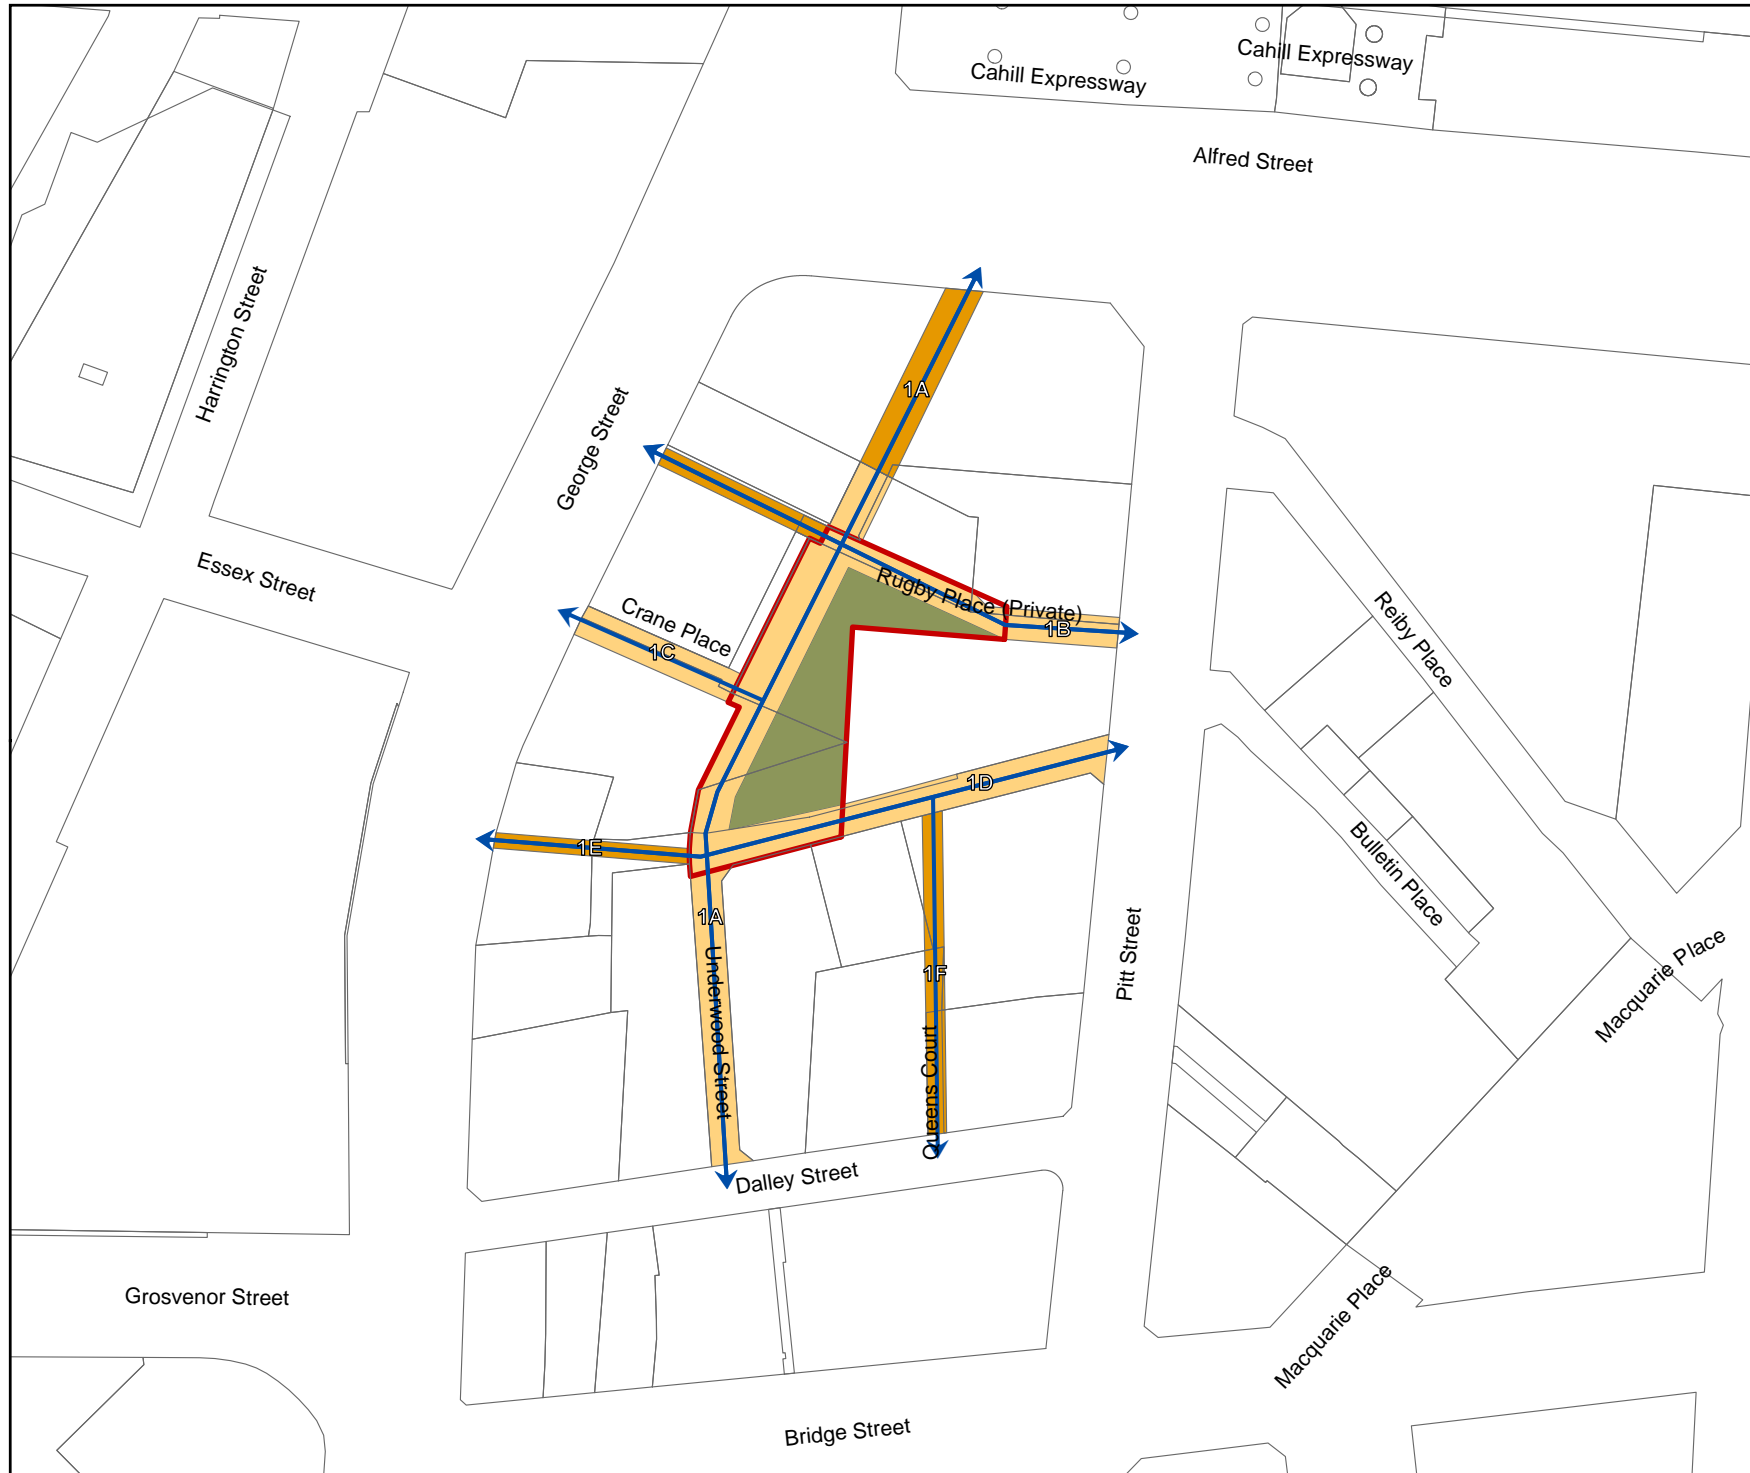 Cahill Expressway
Cahill Expressway
Alfred Street
Harrington Street
1A
George Street
Essex Street
Rugby Place (Private)
Crane Place
1B
1C
Reiby Place
1D
1E
Bulletin Place
1A
Underwood Street
1F
Pitt Street
Macquarie Place
Queens Court
Dalley Street
Grosvenor Street
Macquarie Place
Bridge Street